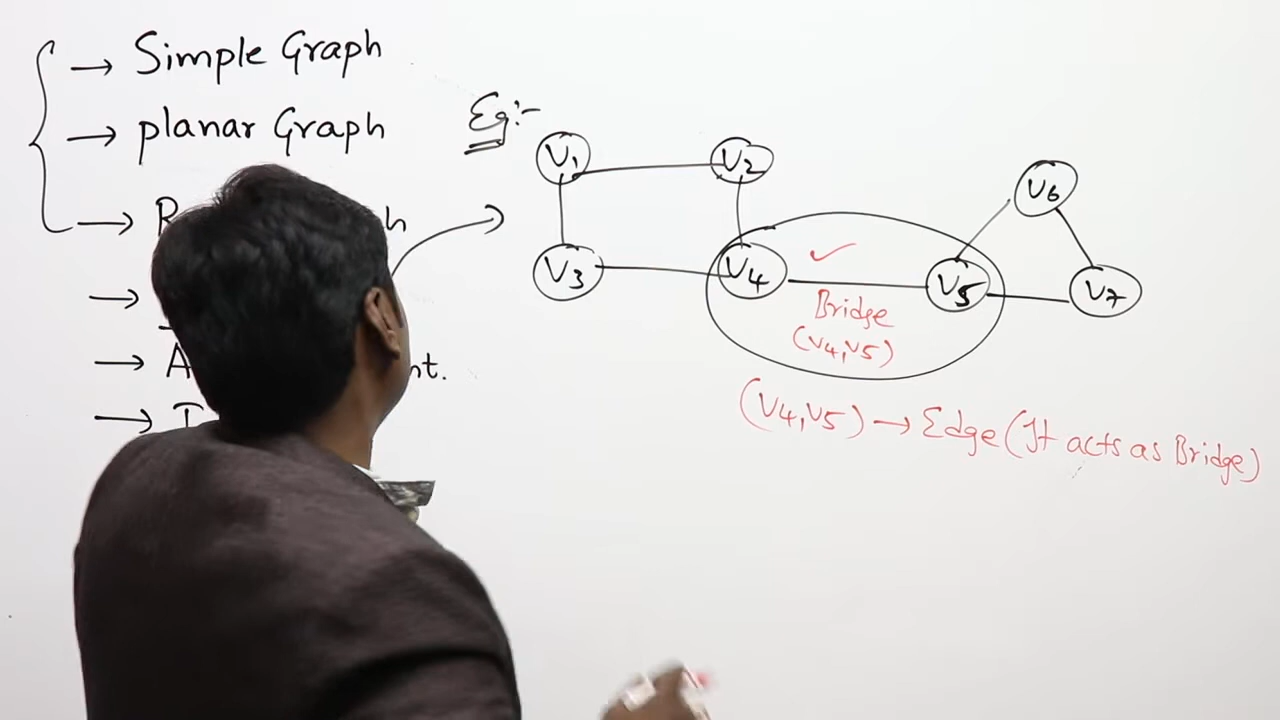 → Simple Graph
→ planar Graph
→
→
→
→
Eg:-
V1
V2
V3
V4
V5
V6
V7
Bridge
(V4,V5)
(V4,V5) → Edge (It acts as Bridge)